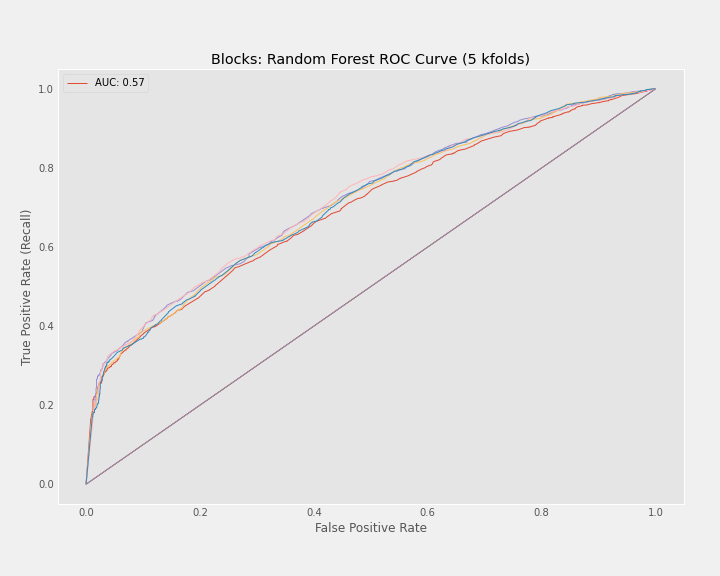 Blocks: Random Forest ROC Curve (5 kfolds)
AUC: 0.57
1.0
0.8
0.6
0.4
0.2
0.0
True Positive Rate (Recall)
0.0 0.2 0.4 0.6 0.8 1.0
False Positive Rate